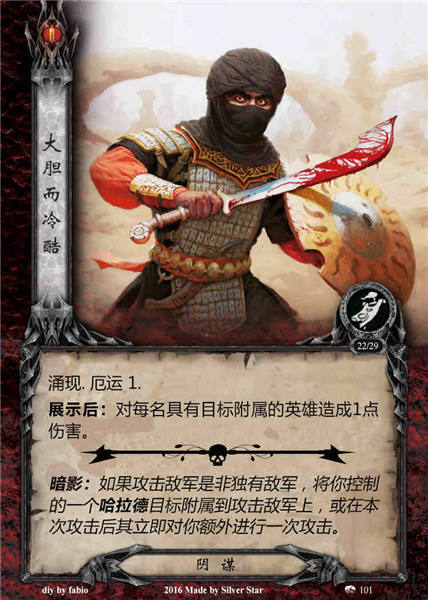 大胆而冷酷
22/29
涌现. 厄运 1.
展示后：对每名具有目标附属的英雄造成1点
伤害。
暗影：如果攻击敌军是非独有敌军，将你控制
的一个哈拉德目标附属到攻击敌军上，或在本
次攻击后其立即对你额外进行一次攻击。
阴谋
diy by fabio
2016 Made by Silver Star
101